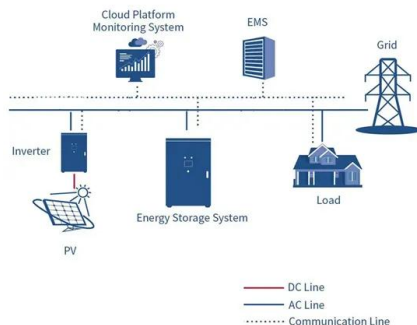 Cloud Platform
Monitoring System
EMS
Grid
Inverter
Energy Storage System
Load
PV
DC Line
AC Line
Communication Line